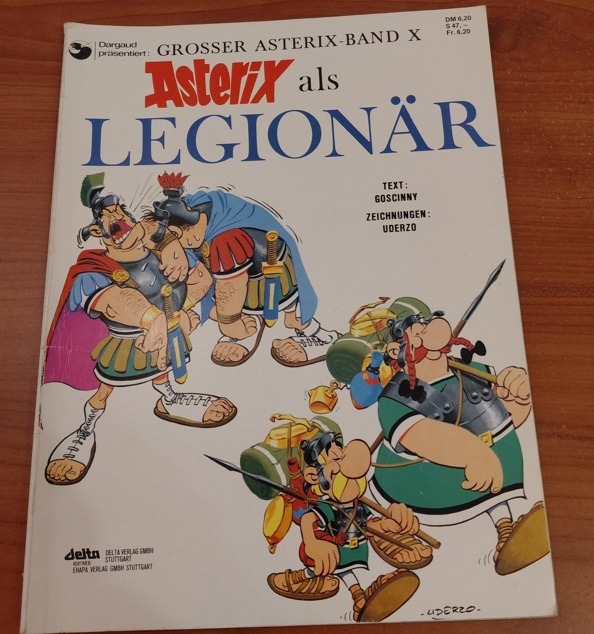 Dargaud
präsentiert:
GROSSER ASTERIX-BAND X
DM 6,20
S 47,–
Fr. 6,20
Asterix als
LEGIONÄR
TEXT:
GOSCINNY
ZEICHNUNGEN:
UDERZO
delta
DELTA VERLAG GMBH
STUTTGART
VERTRIEB
EHAPA VERLAG GMBH STUTTGART
-UDERZO-